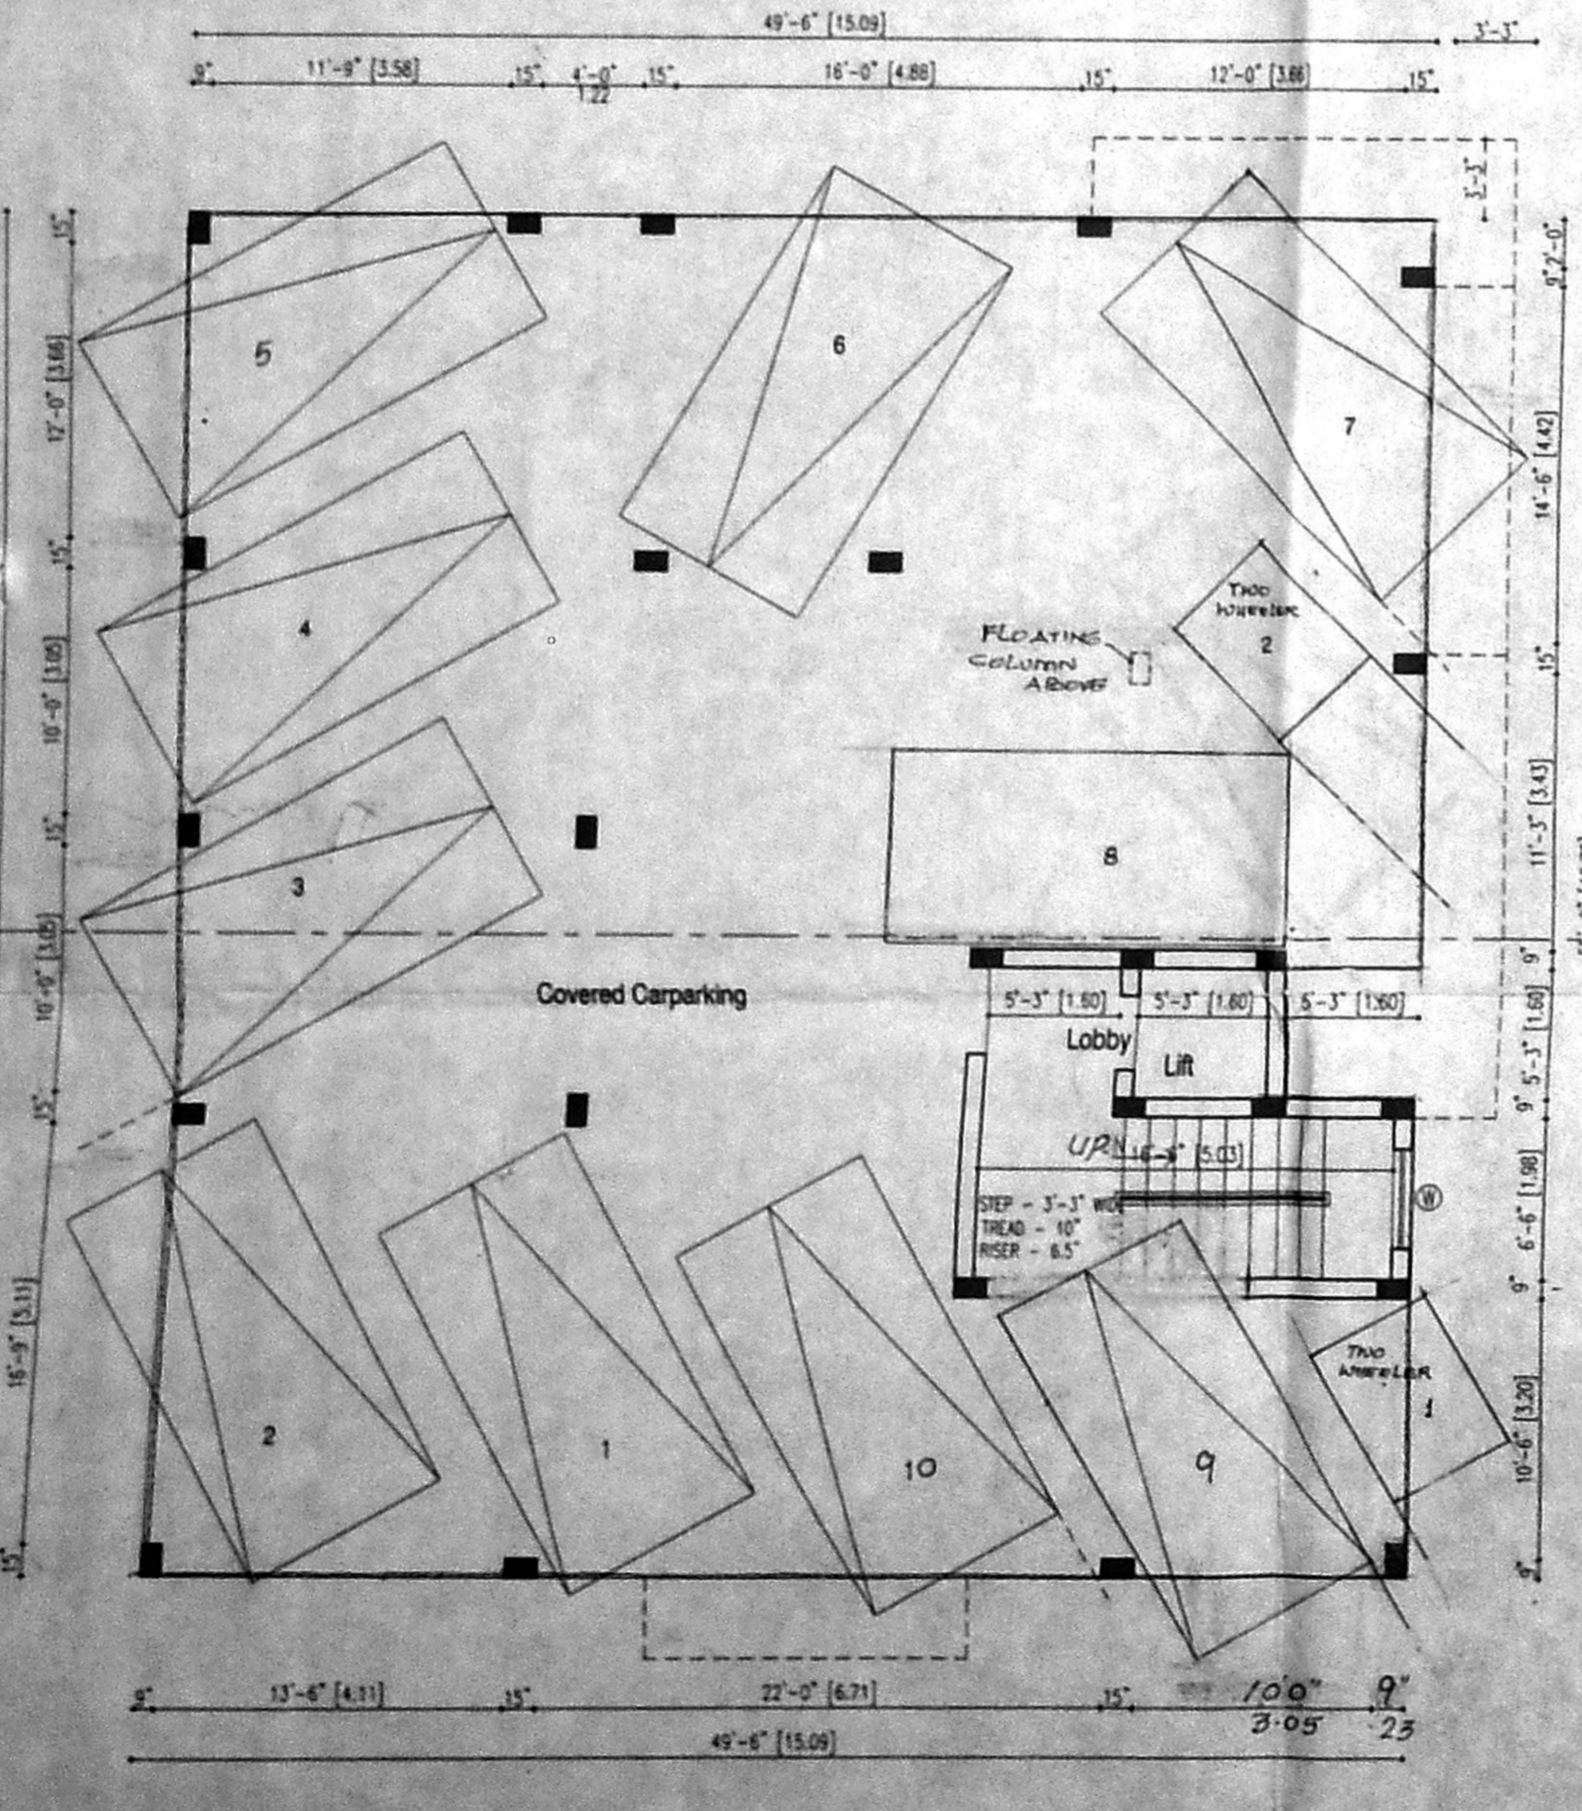 49'-6" [15.09]
3'-3"
9" 11'-9" [3.58] 15" 4'-0" 15" 16'-0" [4.88] 15" 12'-0" [3.66] 15"
1.22
3'-3"
15"
9" 2'-0"
12'-0" [3.66]
5
6
7
14'-6" [4.42]
15"
4
TWO
WHEELER
2
FLOATING
COLUMN
ABOVE
15"
10'-0" [3.05]
11'-3" [3.43]
15"
8
3
10'-0" [3.05]
9"
Covered Carparking
5'-3" [1.60] 5'-3" [1.60] 5'-3" [1.60]
5'-3" [1.60]
Lobby
Lift
15"
9"
UP
[5.03]
STEP - 3'-3" WIDE
TREAD - 10"
RISER - 6.5"
W
6'-6" [1.98]
9"
16'-9" [5.11]
TWO
WHEELER
1
2
1
10
9
10'-6" [3.20]
15"
9"
9" 13'-6" [4.11] 15" 22'-0" [6.71] 15" 10'0" 9"
3.05 .23
49'-6" [15.09]